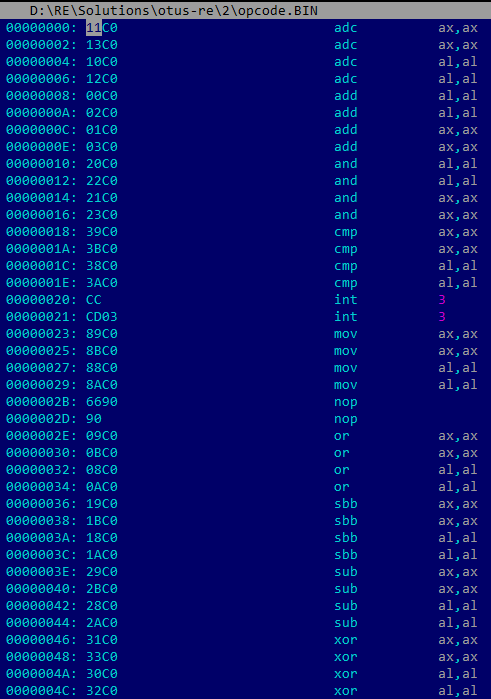 D:\RE\Solutions\otus-re\2\opcode.BIN
00000000: 11C0 adc ax,ax
00000002: 13C0 adc ax,ax
00000004: 10C0 adc al,al
00000006: 12C0 adc al,al
00000008: 00C0 add al,al
0000000A: 02C0 add al,al
0000000C: 01C0 add ax,ax
0000000E: 03C0 add ax,ax
00000010: 20C0 and al,al
00000012: 22C0 and al,al
00000014: 21C0 and ax,ax
00000016: 23C0 and ax,ax
00000018: 39C0 cmp ax,ax
0000001A: 3BC0 cmp ax,ax
0000001C: 38C0 cmp al,al
0000001E: 3AC0 cmp al,al
00000020: CC int 3
00000021: CD03 int 3
00000023: 89C0 mov ax,ax
00000025: 8BC0 mov ax,ax
00000027: 88C0 mov al,al
00000029: 8AC0 mov al,al
0000002B: 6690 nop
0000002D: 90 nop
0000002E: 09C0 or ax,ax
00000030: 0BC0 or ax,ax
00000032: 08C0 or al,al
00000034: 0AC0 or al,al
00000036: 19C0 sbb ax,ax
00000038: 1BC0 sbb ax,ax
0000003A: 18C0 sbb al,al
0000003C: 1AC0 sbb al,al
0000003E: 29C0 sub ax,ax
00000040: 2BC0 sub ax,ax
00000042: 28C0 sub al,al
00000044: 2AC0 sub al,al
00000046: 31C0 xor ax,ax
00000048: 33C0 xor ax,ax
0000004A: 30C0 xor al,al
0000004C: 32C0 xor al,al